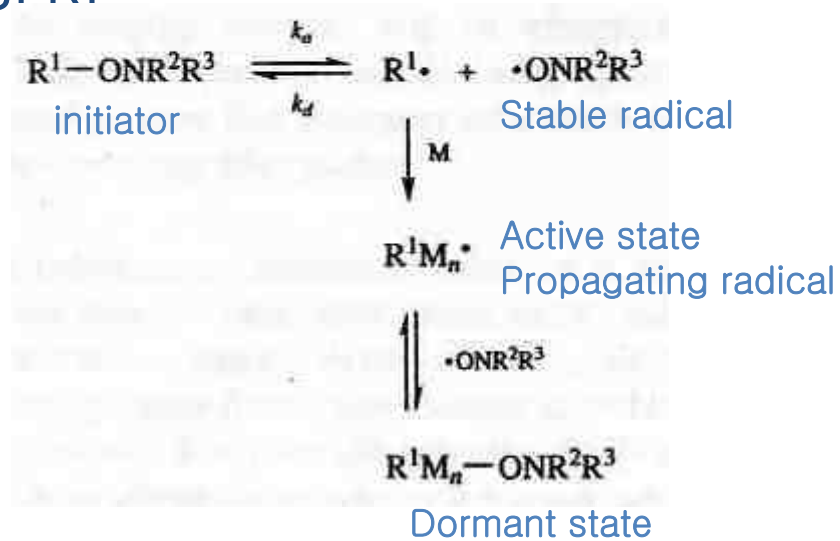 kₐ
R¹—ONR²R³ ⇌ R¹• + •ONR²R³
k_d
initiator
Stable radical
M
R¹Mₙ•
Active state
Propagating radical
•ONR²R³
R¹Mₙ—ONR²R³
Dormant state